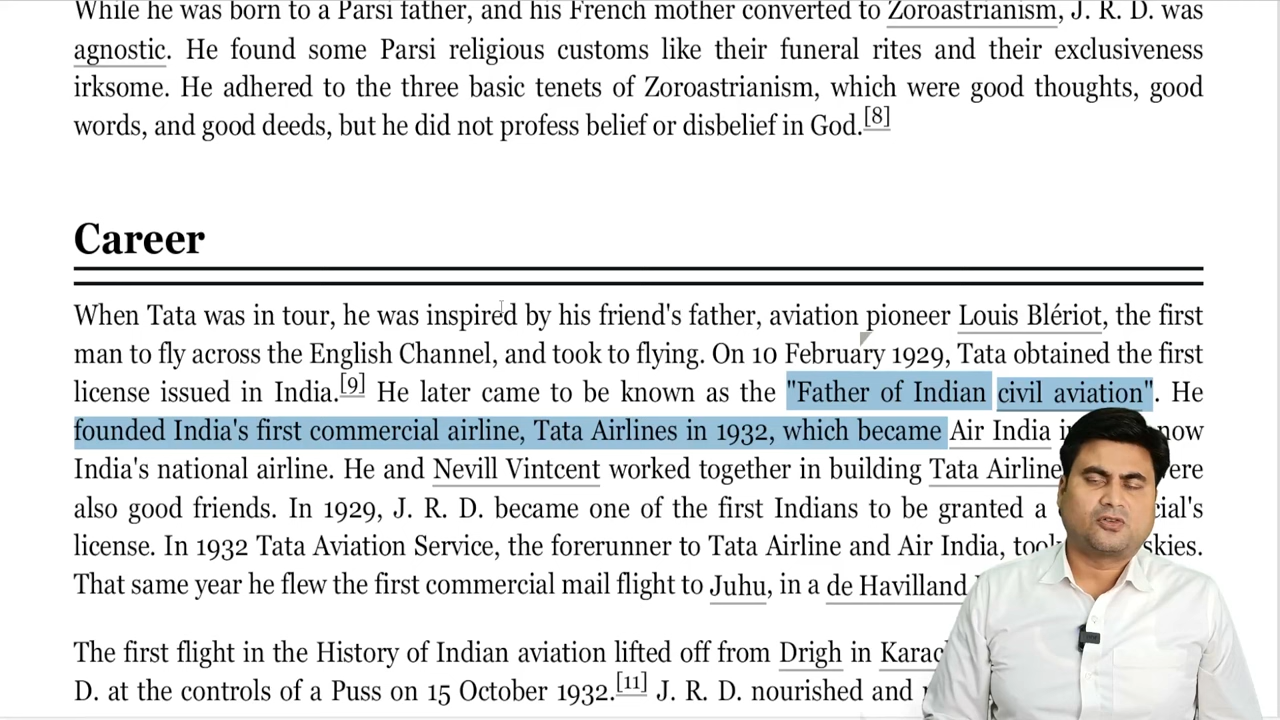 While he was born to a Parsi father, and his French mother converted to Zoroastrianism, J. R. D. was
agnostic. He found some Parsi religious customs like their funeral rites and their exclusiveness
irksome. He adhered to the three basic tenets of Zoroastrianism, which were good thoughts, good
words, and good deeds, but he did not profess belief or disbelief in God.[8]
Career
When Tata was in tour, he was inspired by his friend's father, aviation pioneer Louis Blériot, the first
man to fly across the English Channel, and took to flying. On 10 February 1929, Tata obtained the first
license issued in India.[9] He later came to be known as the "Father of Indian civil aviation". He
founded India's first commercial airline, Tata Airlines in 1932, which became Air India now
India's national airline. He and Nevill Vintcent worked together in building Tata Airline
also good friends. In 1929, J. R. D. became one of the first Indians to be granted a
license. In 1932 Tata Aviation Service, the forerunner to Tata Airline and Air India, skies.
That same year he flew the first commercial mail flight to Juhu, in a de Havilland
The first flight in the History of Indian aviation lifted off from Drigh in
D. at the controls of a Puss on 15 October 1932.[11] J. R. D. nourished and